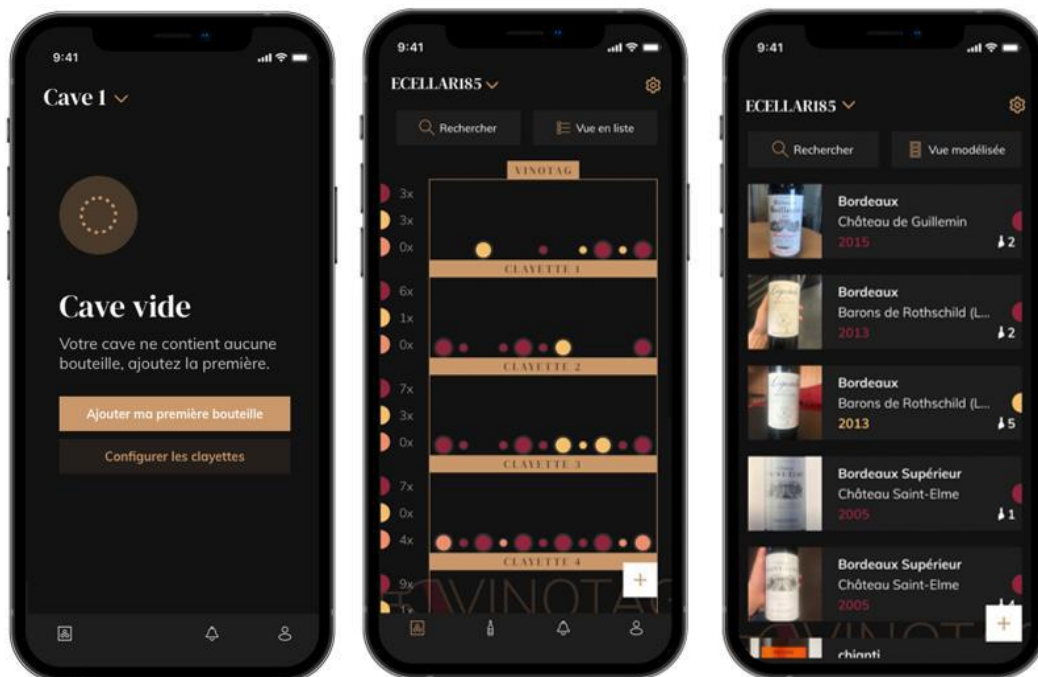 9:41
Cave 1
Cave vide
Votre cave ne contient aucune
bouteille, ajoutez la première.
Ajouter ma première bouteille
Configurer les clayettes
9:41
ECELLAR185
Rechercher
Vue en liste
VINOTAG
3x
3x
0x
CLAYETTE 1
6x
1x
0x
CLAYETTE 2
7x
3x
0x
CLAYETTE 3
7x
0x
4x
CLAYETTE 4
9x
1x
+
VINOTAG
9:41
ECELLAR185
Rechercher
Vue modélisée
Bordeaux
Château de Guillemin
2015
2
Bordeaux
Barons de Rothschild (L...
2013
2
Bordeaux
Barons de Rothschild (L...
2013
5
Bordeaux Supérieur
Château Saint-Elme
2005
1
Bordeaux Supérieur
Château Saint-Elme
2005
+
chianti